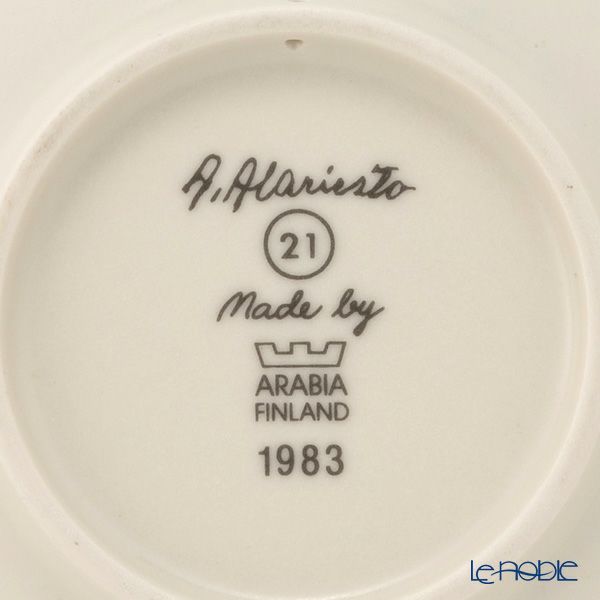 A. Alariesto
21
Made by
ARABIA
FINLAND
1983
Le-noble